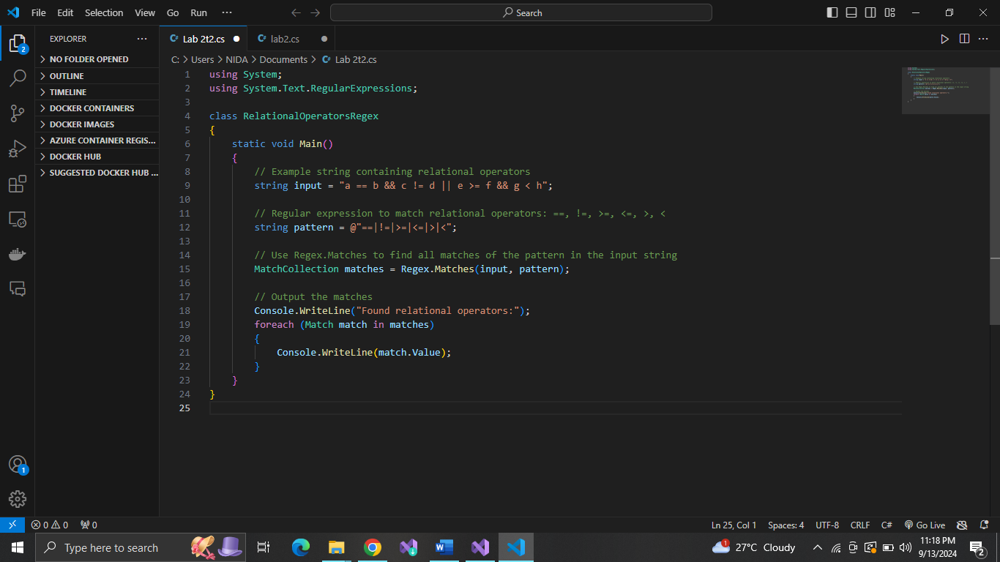 File Edit Selection View Go Run ···
Search
EXPLORER ···
NO FOLDER OPENED
OUTLINE
TIMELINE
DOCKER CONTAINERS
DOCKER IMAGES
AZURE CONTAINER REGIS...
DOCKER HUB
SUGGESTED DOCKER HUB ...
2
1
Lab 2t2.cs
lab2.cs
C: > Users > NIDA > Documents > Lab 2t2.cs
1 using System;
2 using System.Text.RegularExpressions;
3
4 class RelationalOperatorsRegex
5 {
6     static void Main()
7     {
8         // Example string containing relational operators
9         string input = "a == b && c != d || e >= f && g < h";
10
11         // Regular expression to match relational operators: ==, !=, >=, <=, >, <
12         string pattern = @"==|!=|>=|<=|>|<";
13
14         // Use Regex.Matches to find all matches of the pattern in the input string
15         MatchCollection matches = Regex.Matches(input, pattern);
16
17         // Output the matches
18         Console.WriteLine("Found relational operators:");
19         foreach (Match match in matches)
20         {
21             Console.WriteLine(match.Value);
22         }
23     }
24 }
25
0 0 0
Ln 25, Col 1 Spaces: 4 UTF-8 CRLF C# Go Live
Type here to search
1 27°C Cloudy
11:18 PM
9/13/2024
2